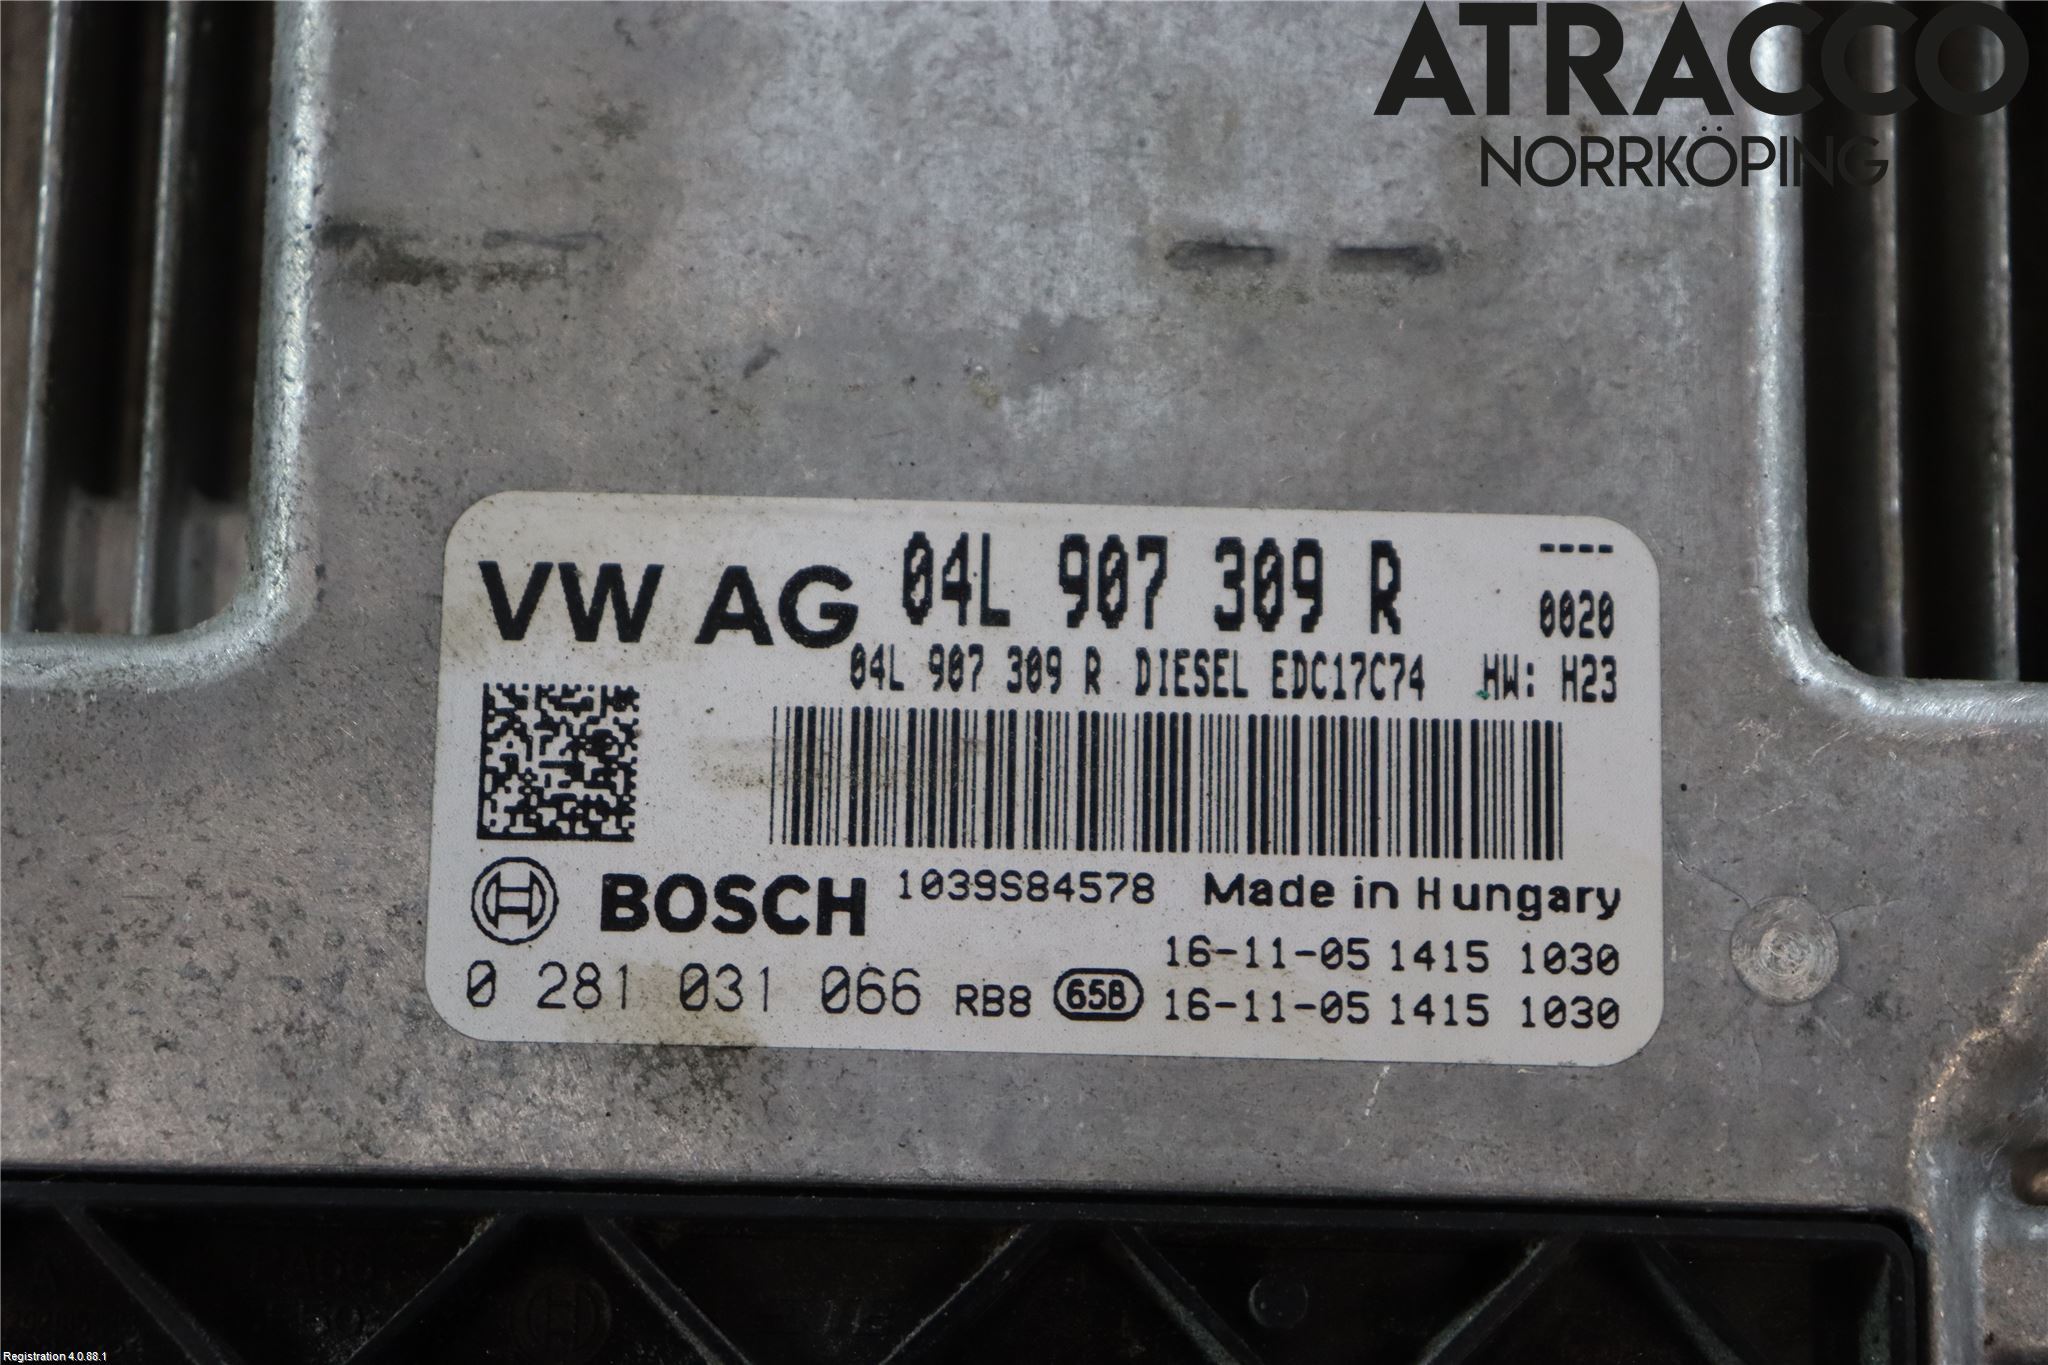 ATRACCO
NORRKÖPING
VW AG 04L 907 309 R ----
0020
04L 907 309 R DIESEL EDC17C74 HW: H23
BOSCH 1039S84578 Made in Hungary
16-11-05 1415 1030
0 281 031 066 RB8 65B 16-11-05 1415 1030
Registration 4.0.88.1